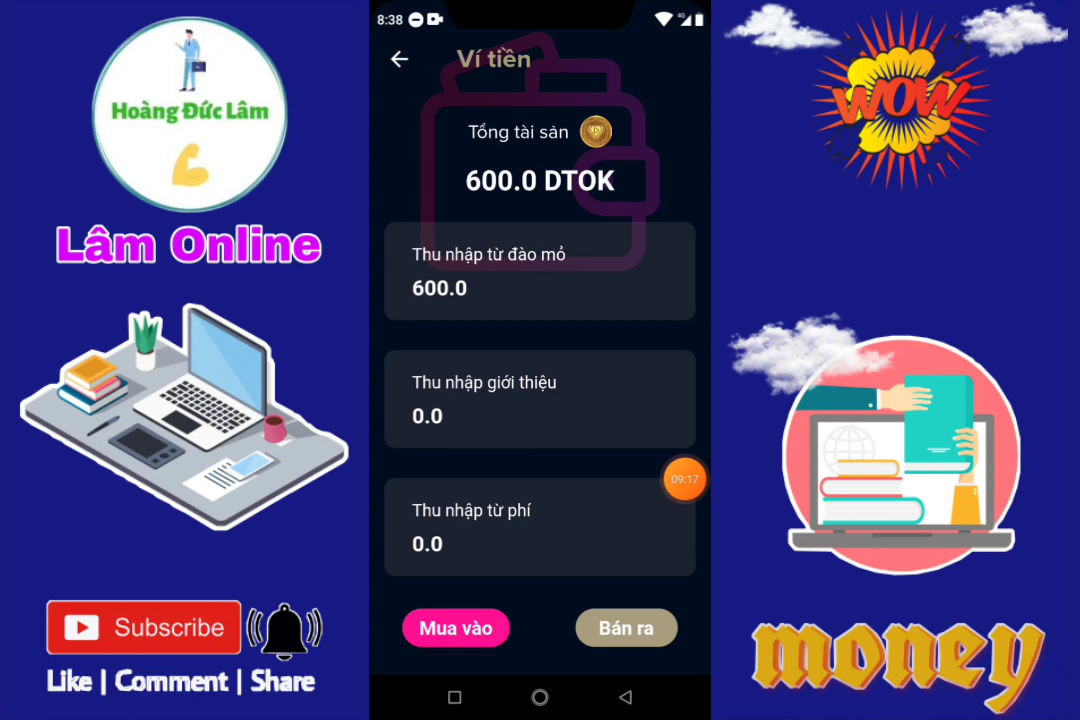 Hoàng Đức Lâm
Lâm Online
Subscribe
Like | Comment | Share
8:38
4G
Ví tiền
Tổng tài sản
600.0 DTOK
Thu nhập từ đào mỏ
600.0
Thu nhập giới thiệu
0.0
09:17
Thu nhập từ phí
0.0
Mua vào
Bán ra
WOW
money